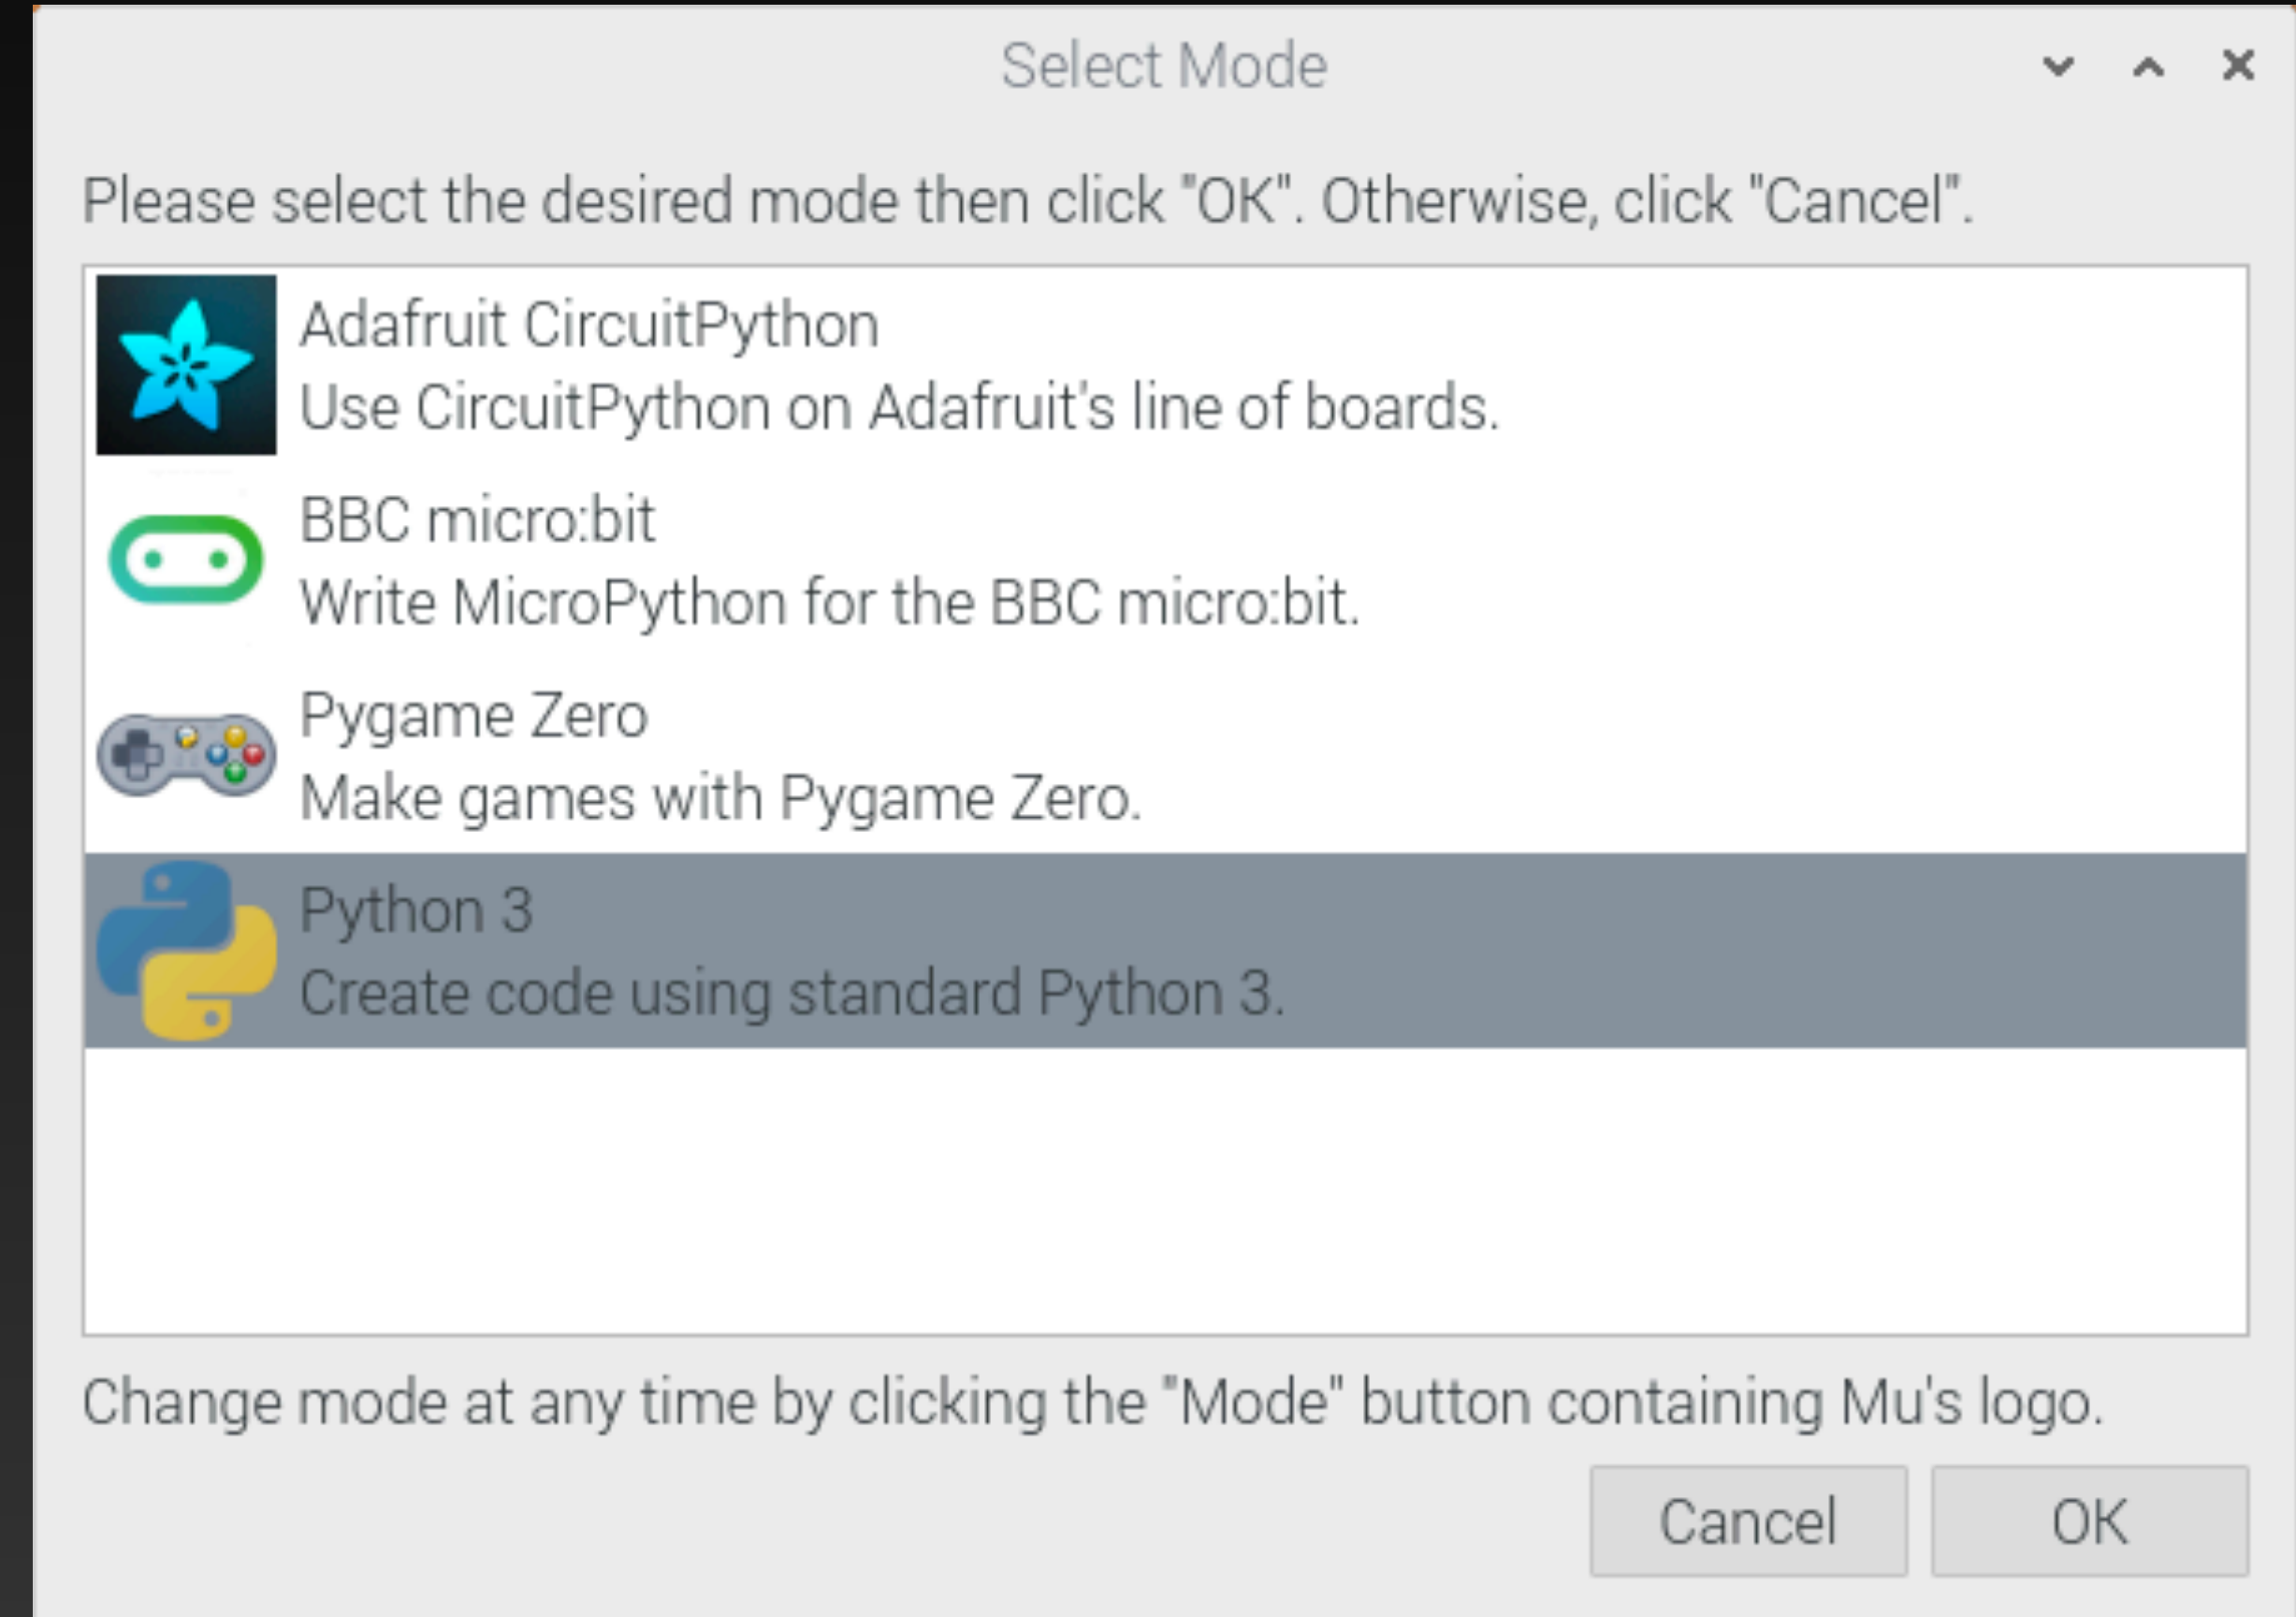 Select Mode
Please select the desired mode then click "OK". Otherwise, click "Cancel".
Adafruit CircuitPython
Use CircuitPython on Adafruit's line of boards.
BBC micro:bit
Write MicroPython for the BBC micro:bit.
Pygame Zero
Make games with Pygame Zero.
Python 3
Create code using standard Python 3.
Change mode at any time by clicking the "Mode" button containing Mu's logo.
Cancel
OK